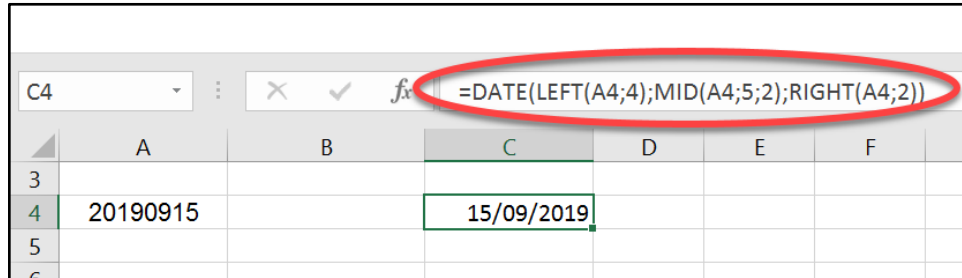 C4 fx =DATE(LEFT(A4;4);MID(A4;5;2);RIGHT(A4;2))
A B C D E F
3
4 20190915 15/09/2019
5
6